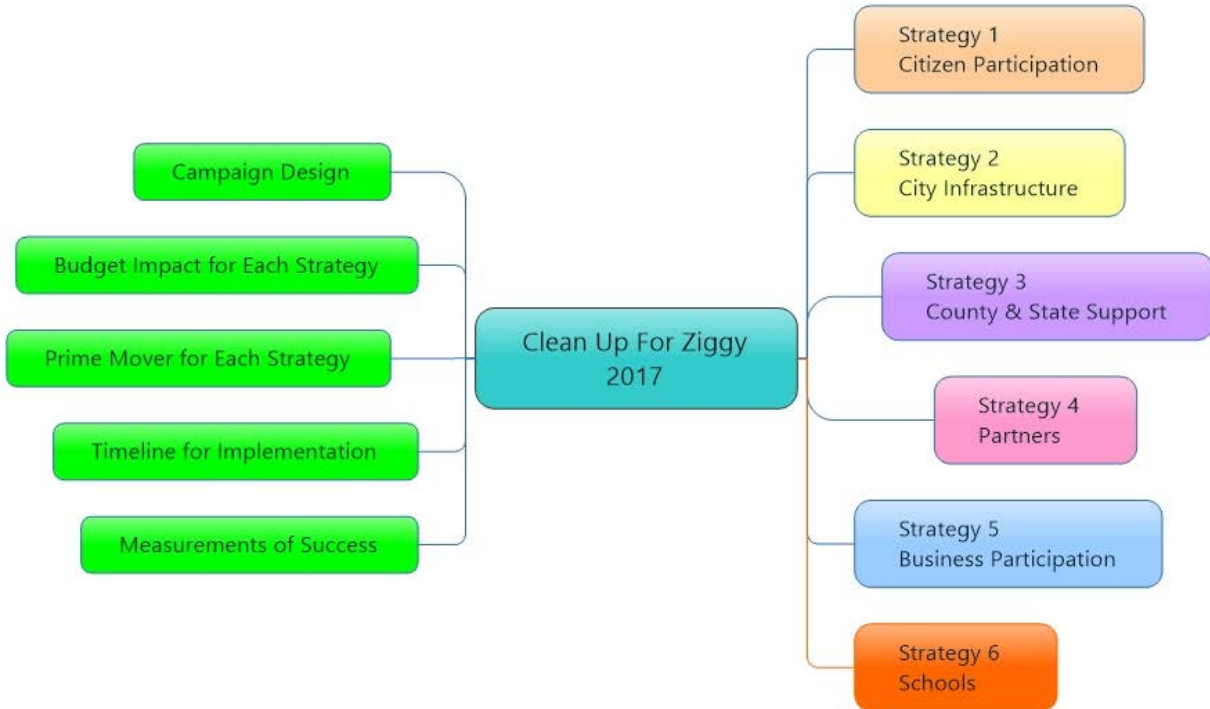 Clean Up For Ziggy
2017
Campaign Design
Budget Impact for Each Strategy
Prime Mover for Each Strategy
Timeline for Implementation
Measurements of Success
Strategy 1
Citizen Participation
Strategy 2
City Infrastructure
Strategy 3
County & State Support
Strategy 4
Partners
Strategy 5
Business Participation
Strategy 6
Schools